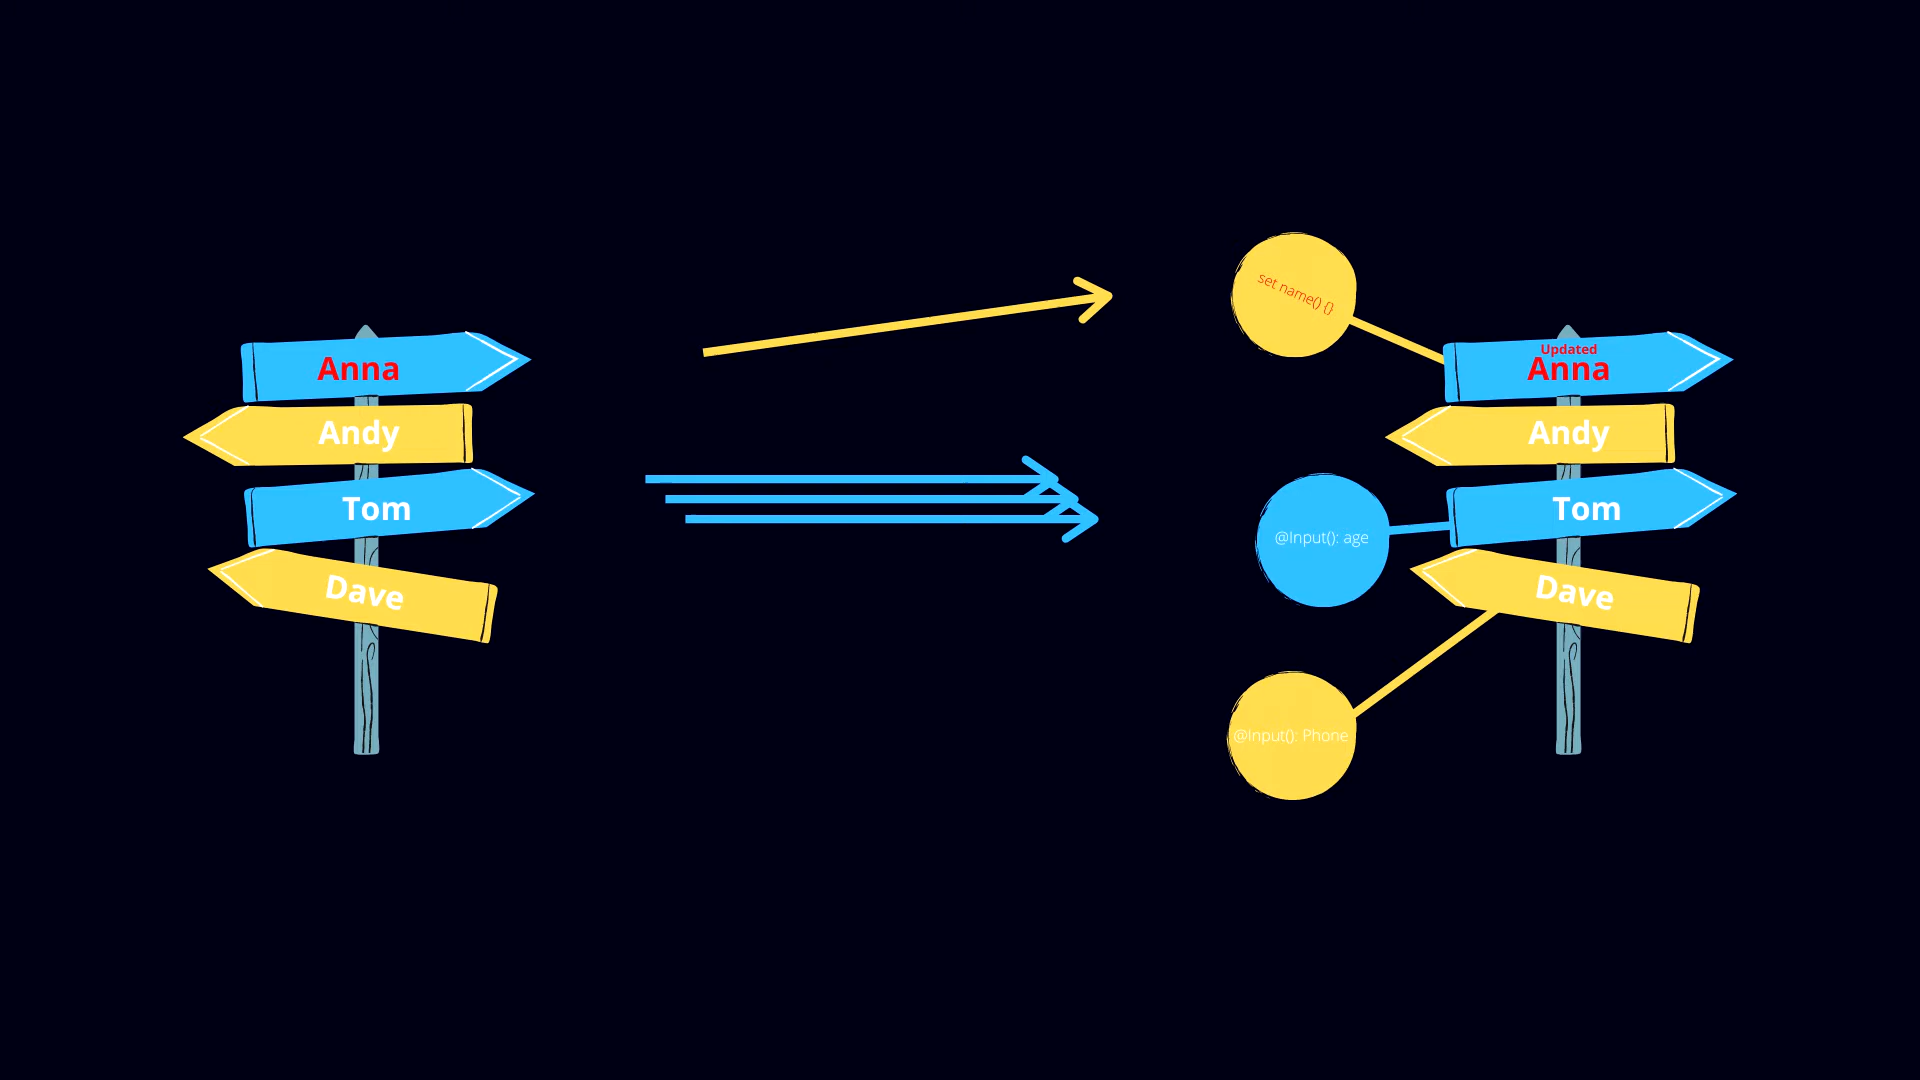 Anna
Andy
Tom
Dave
set name() {}
@Input(): age
@Input(): Phone
Updated
Anna
Andy
Tom
Dave